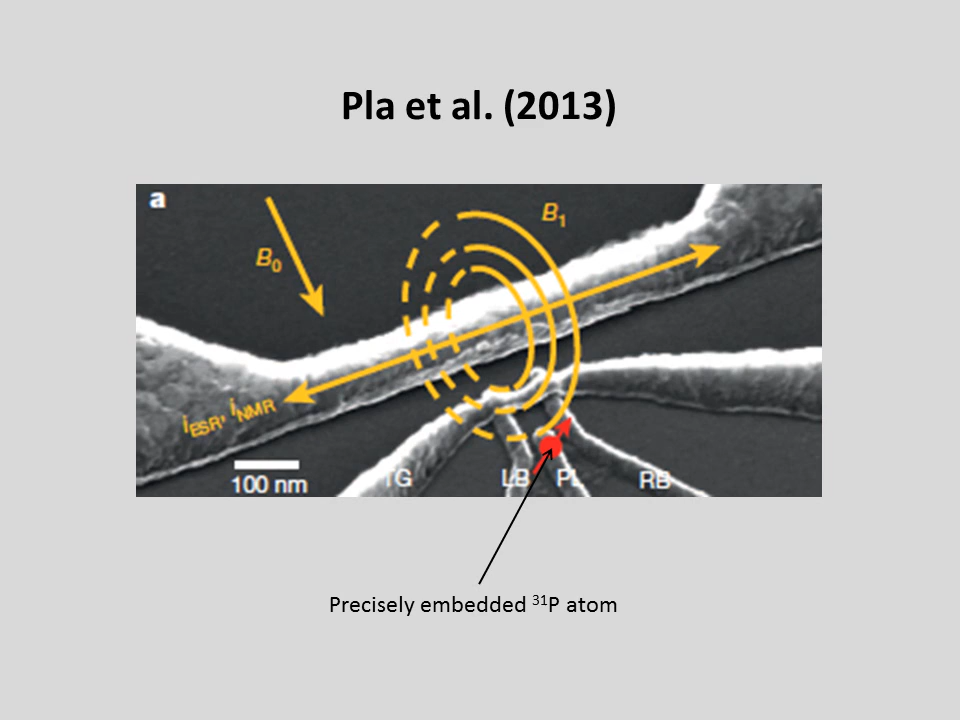 Pla et al. (2013)
a
B₁
B₀
iESR, iNMR
100 nm
TG
LB
PL
RB
Precisely embedded ³¹P atom